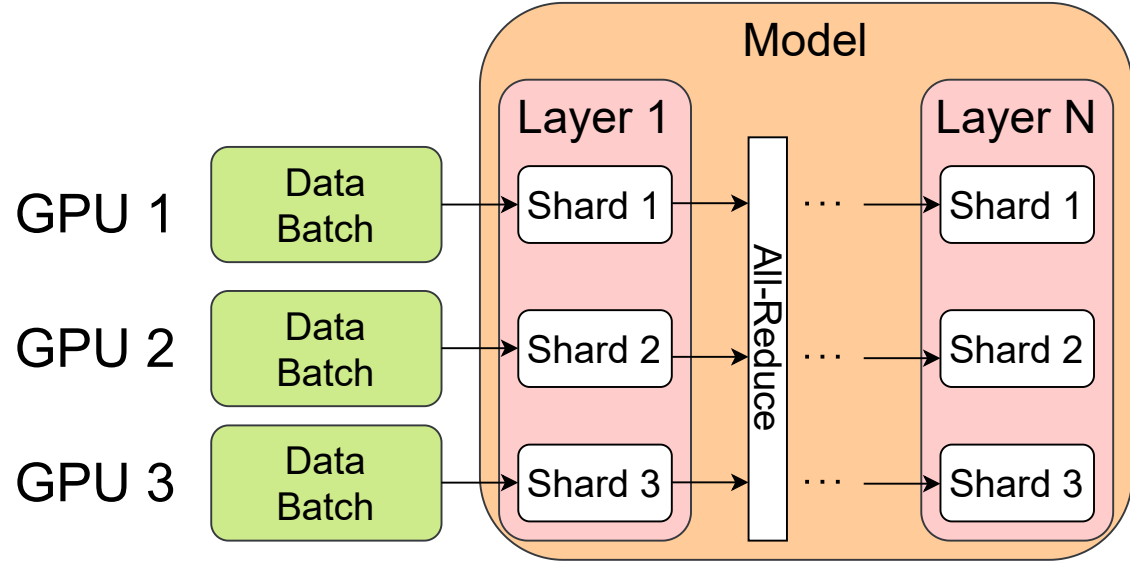 Model
Layer 1
Layer N
GPU 1
Data
Batch
Shard 1
...
Shard 1
All-Reduce
GPU 2
Data
Batch
Shard 2
...
Shard 2
GPU 3
Data
Batch
Shard 3
...
Shard 3